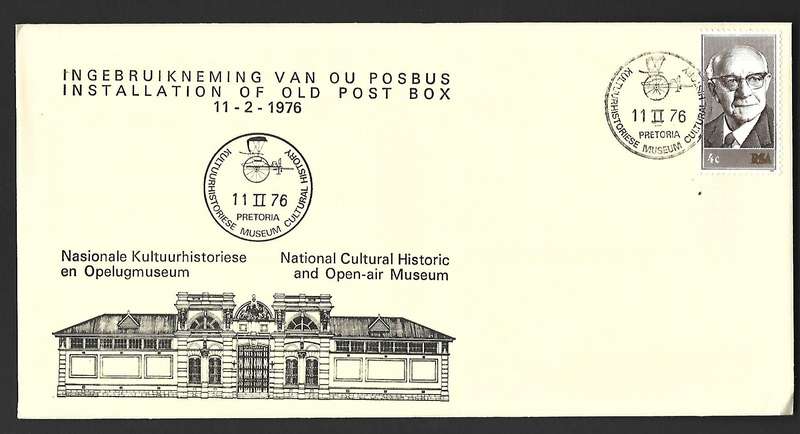 INGEBRUIKNEMING VAN OU POSBUS
INSTALLATION OF OLD POST BOX
11-2-1976
KULTUURHISTORIESE MUSEUM CULTURAL HISTORY
11 II 76
PRETORIA
Nasionale Kultuurhistoriese
en Opelugmuseum
National Cultural Historic
and Open-air Museum
KULTUURHISTORIESE MUSEUM CULTURAL HISTORY
11 II 76
PRETORIA
4c
RSA